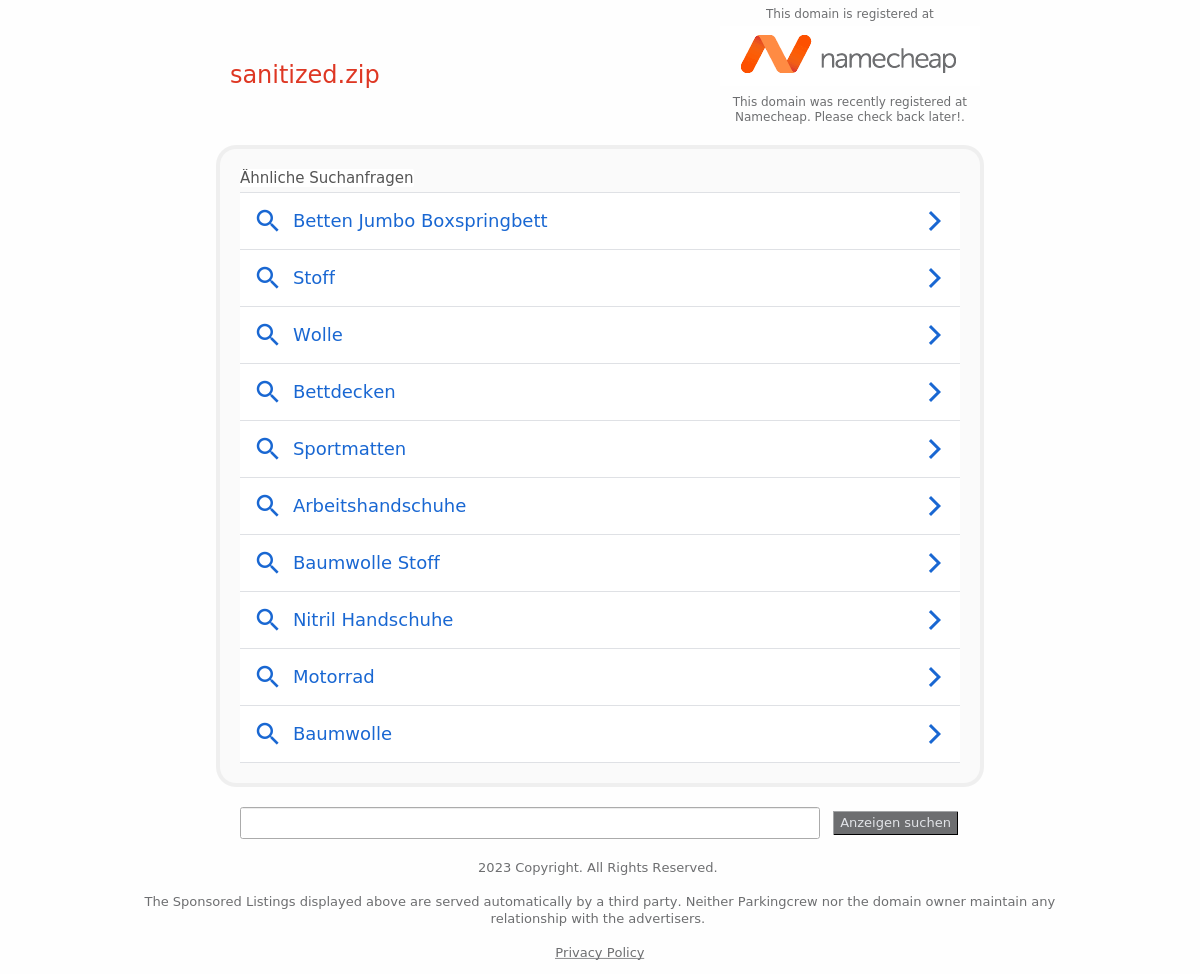 This domain is registered at
namecheap
sanitized.zip
This domain was recently registered at
Namecheap. Please check back later!.
Ähnliche Suchanfragen
Betten Jumbo Boxspringbett
Stoff
Wolle
Bettdecken
Sportmatten
Arbeitshandschuhe
Baumwolle Stoff
Nitril Handschuhe
Motorrad
Baumwolle
Anzeigen suchen
2023 Copyright. All Rights Reserved.
The Sponsored Listings displayed above are served automatically by a third party. Neither Parkingcrew nor the domain owner maintain any
relationship with the advertisers.
Privacy Policy